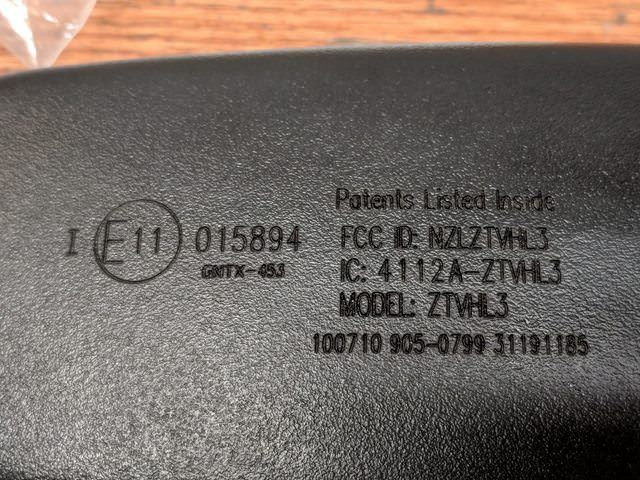 Patents Listed Inside
I E11 015894
GNTX-453
FCC ID: NZLZTVHL3
IC: 4112A-ZTVHL3
MODEL: ZTVHL3
100710 905-0799 31191185